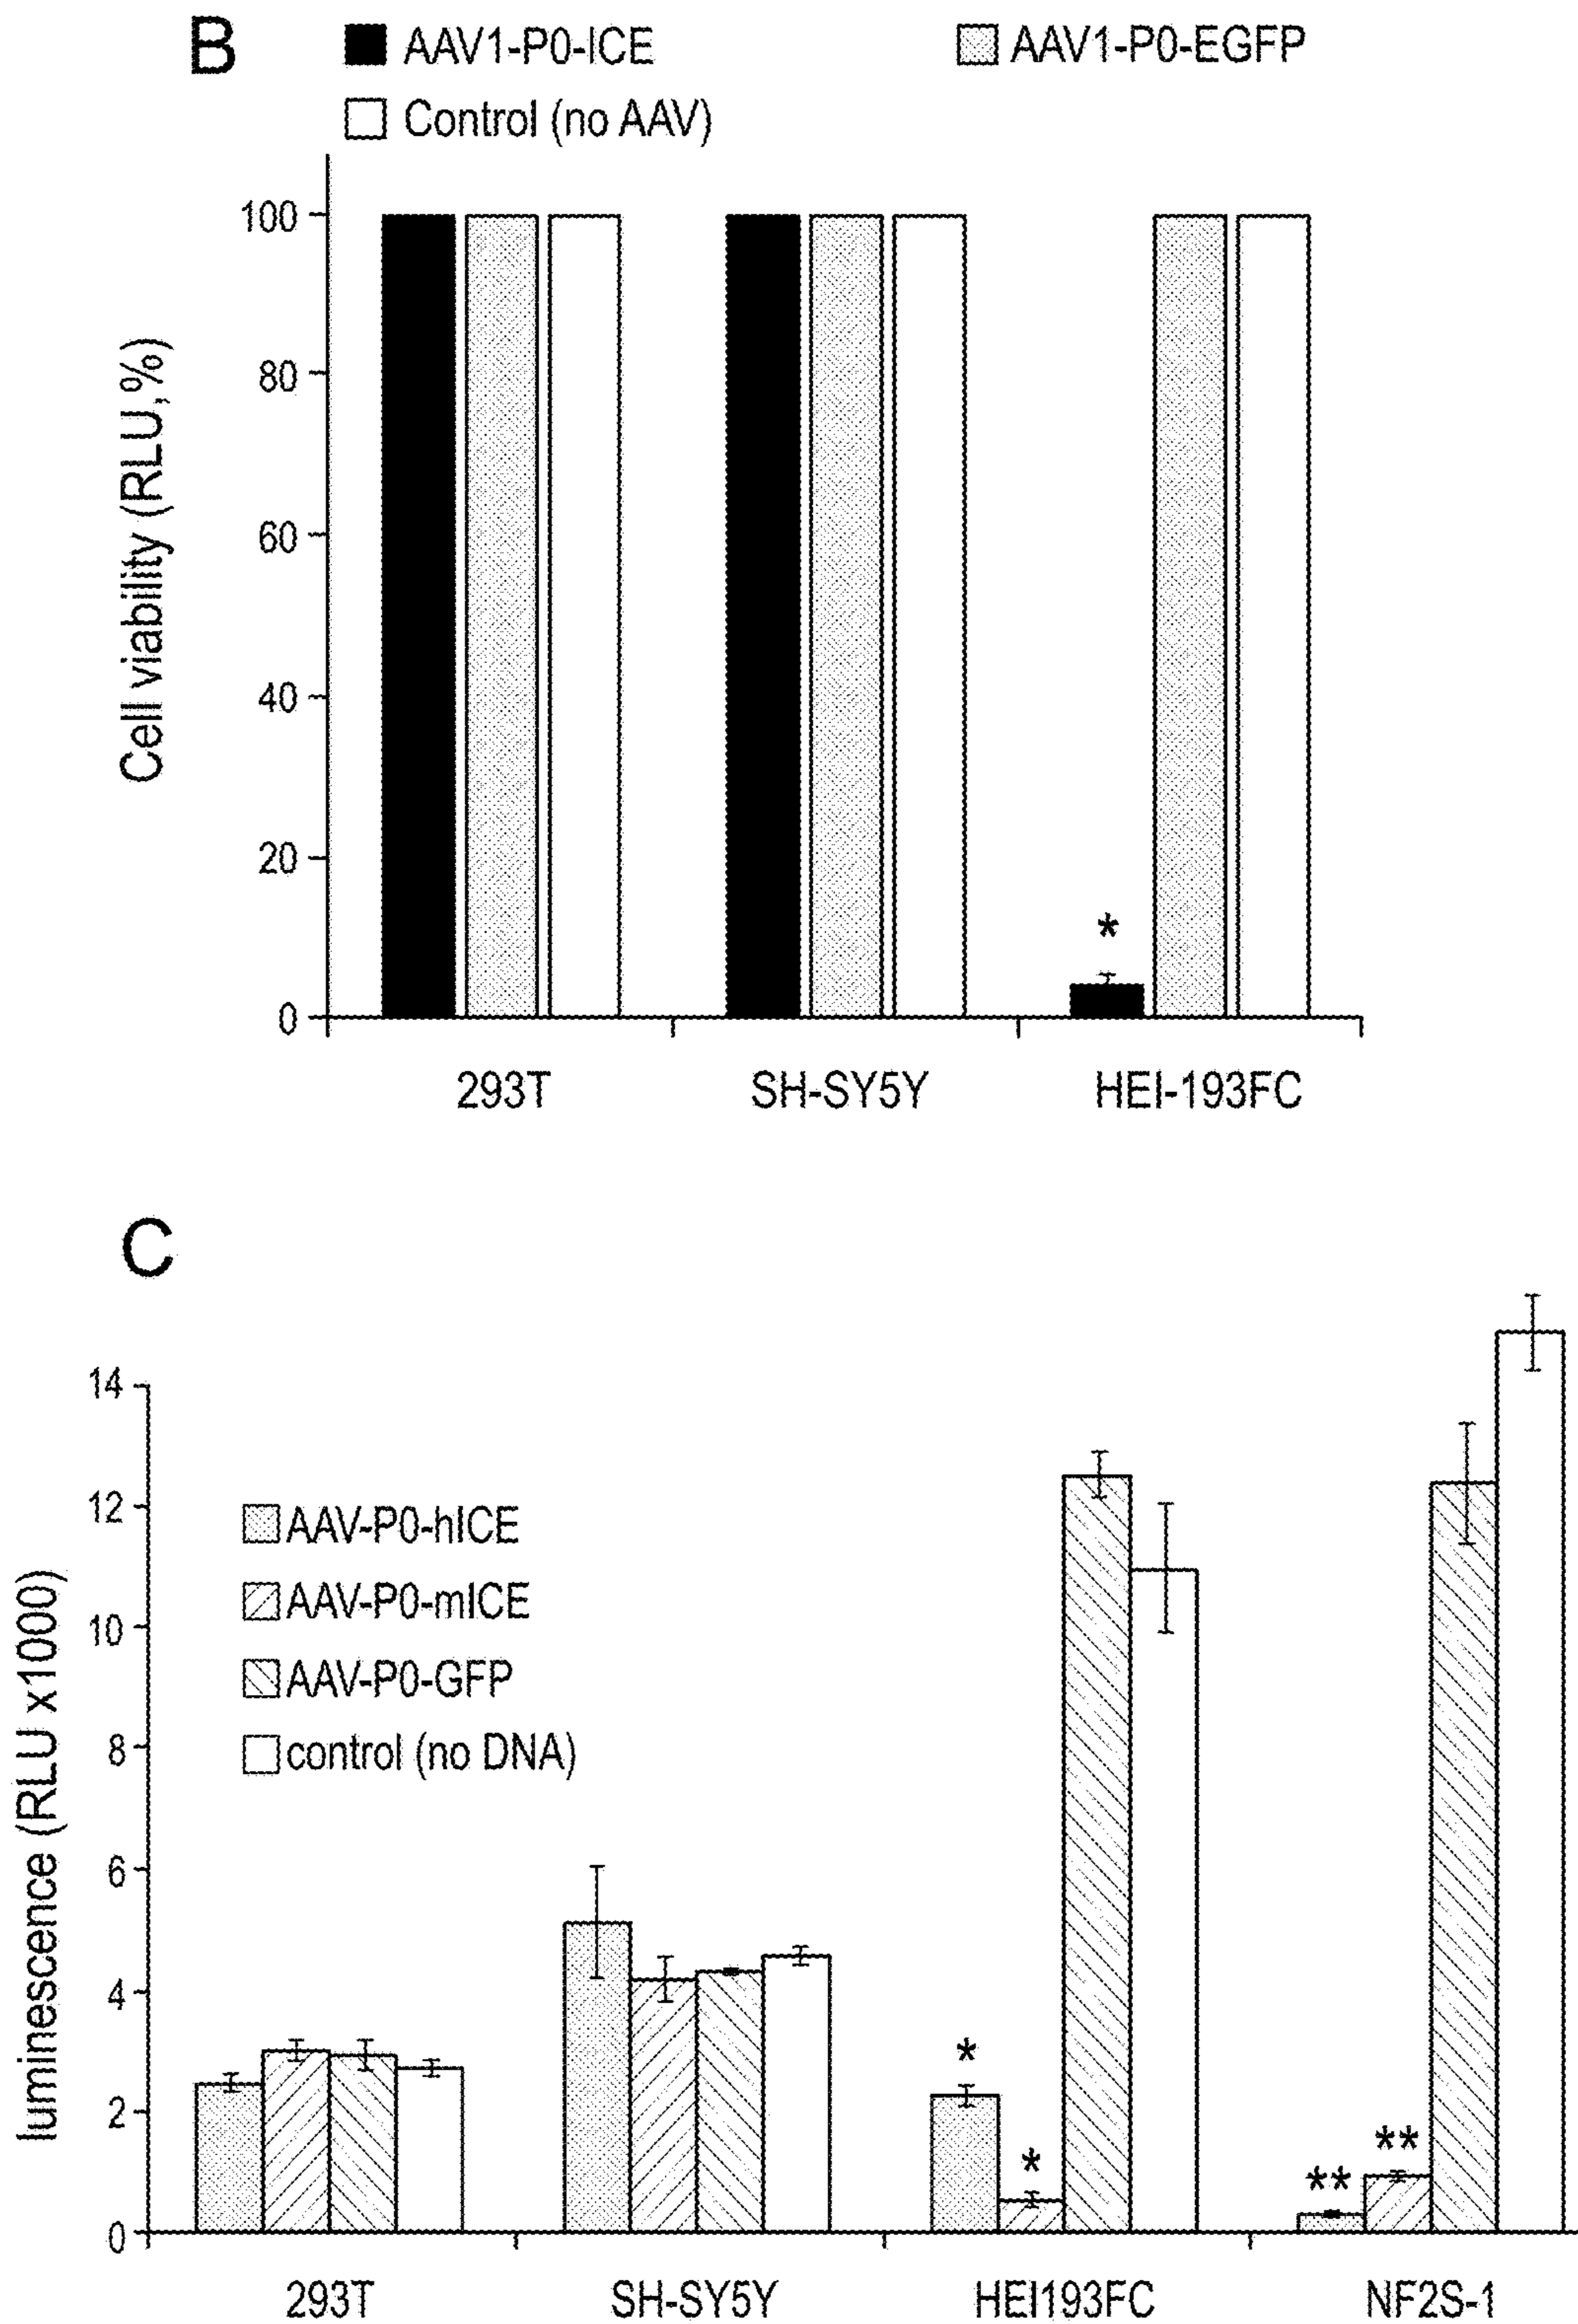 B
AAV1-P0-ICE
AAV1-P0-EGFP
Control (no AAV)
Cell viability (RLU,%)
100
80
60
40
20
0
*
293T
SH-SY5Y
HEI-193FC
C
luminescence (RLU x1000)
14
12
10
8
6
4
2
0
AAV-P0-hICE
AAV-P0-mICE
AAV-P0-GFP
control (no DNA)
*
*
**
**
293T
SH-SY5Y
HEI193FC
NF2S-1